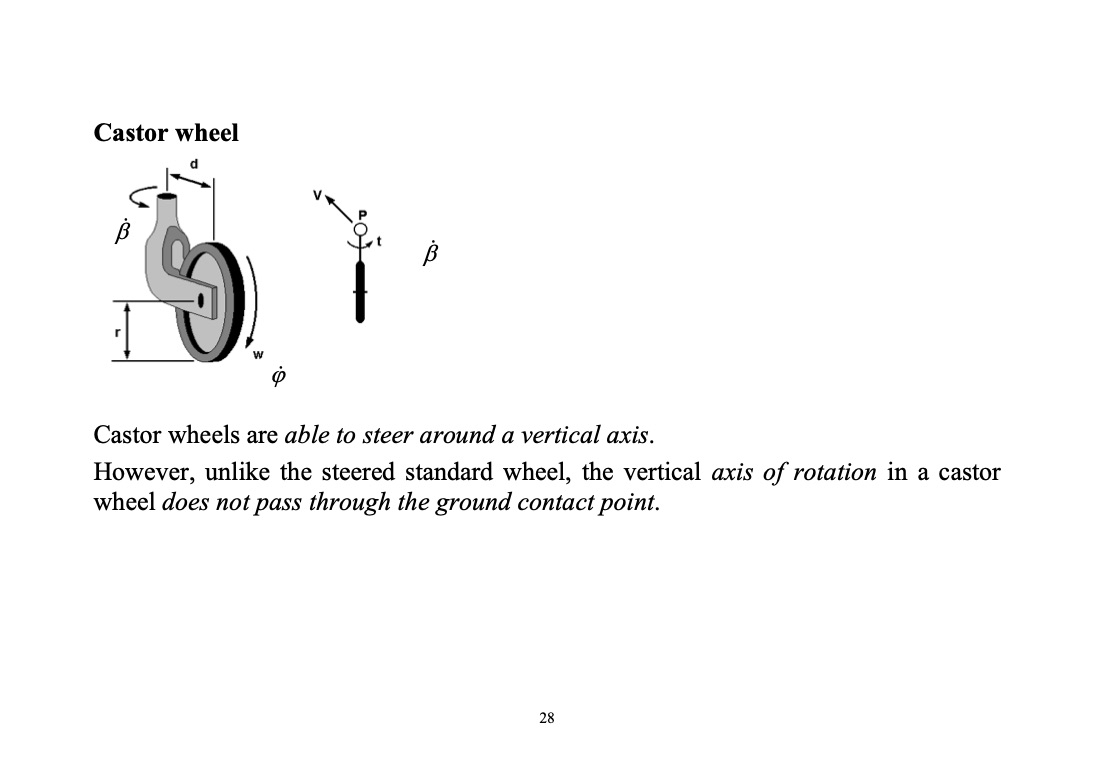 Castor wheel
d
V
P
t
β̇
β̇
r
w
φ̇
Castor wheels are able to steer around a vertical axis.
However, unlike the steered standard wheel, the vertical axis of rotation in a castor
wheel does not pass through the ground contact point.
28